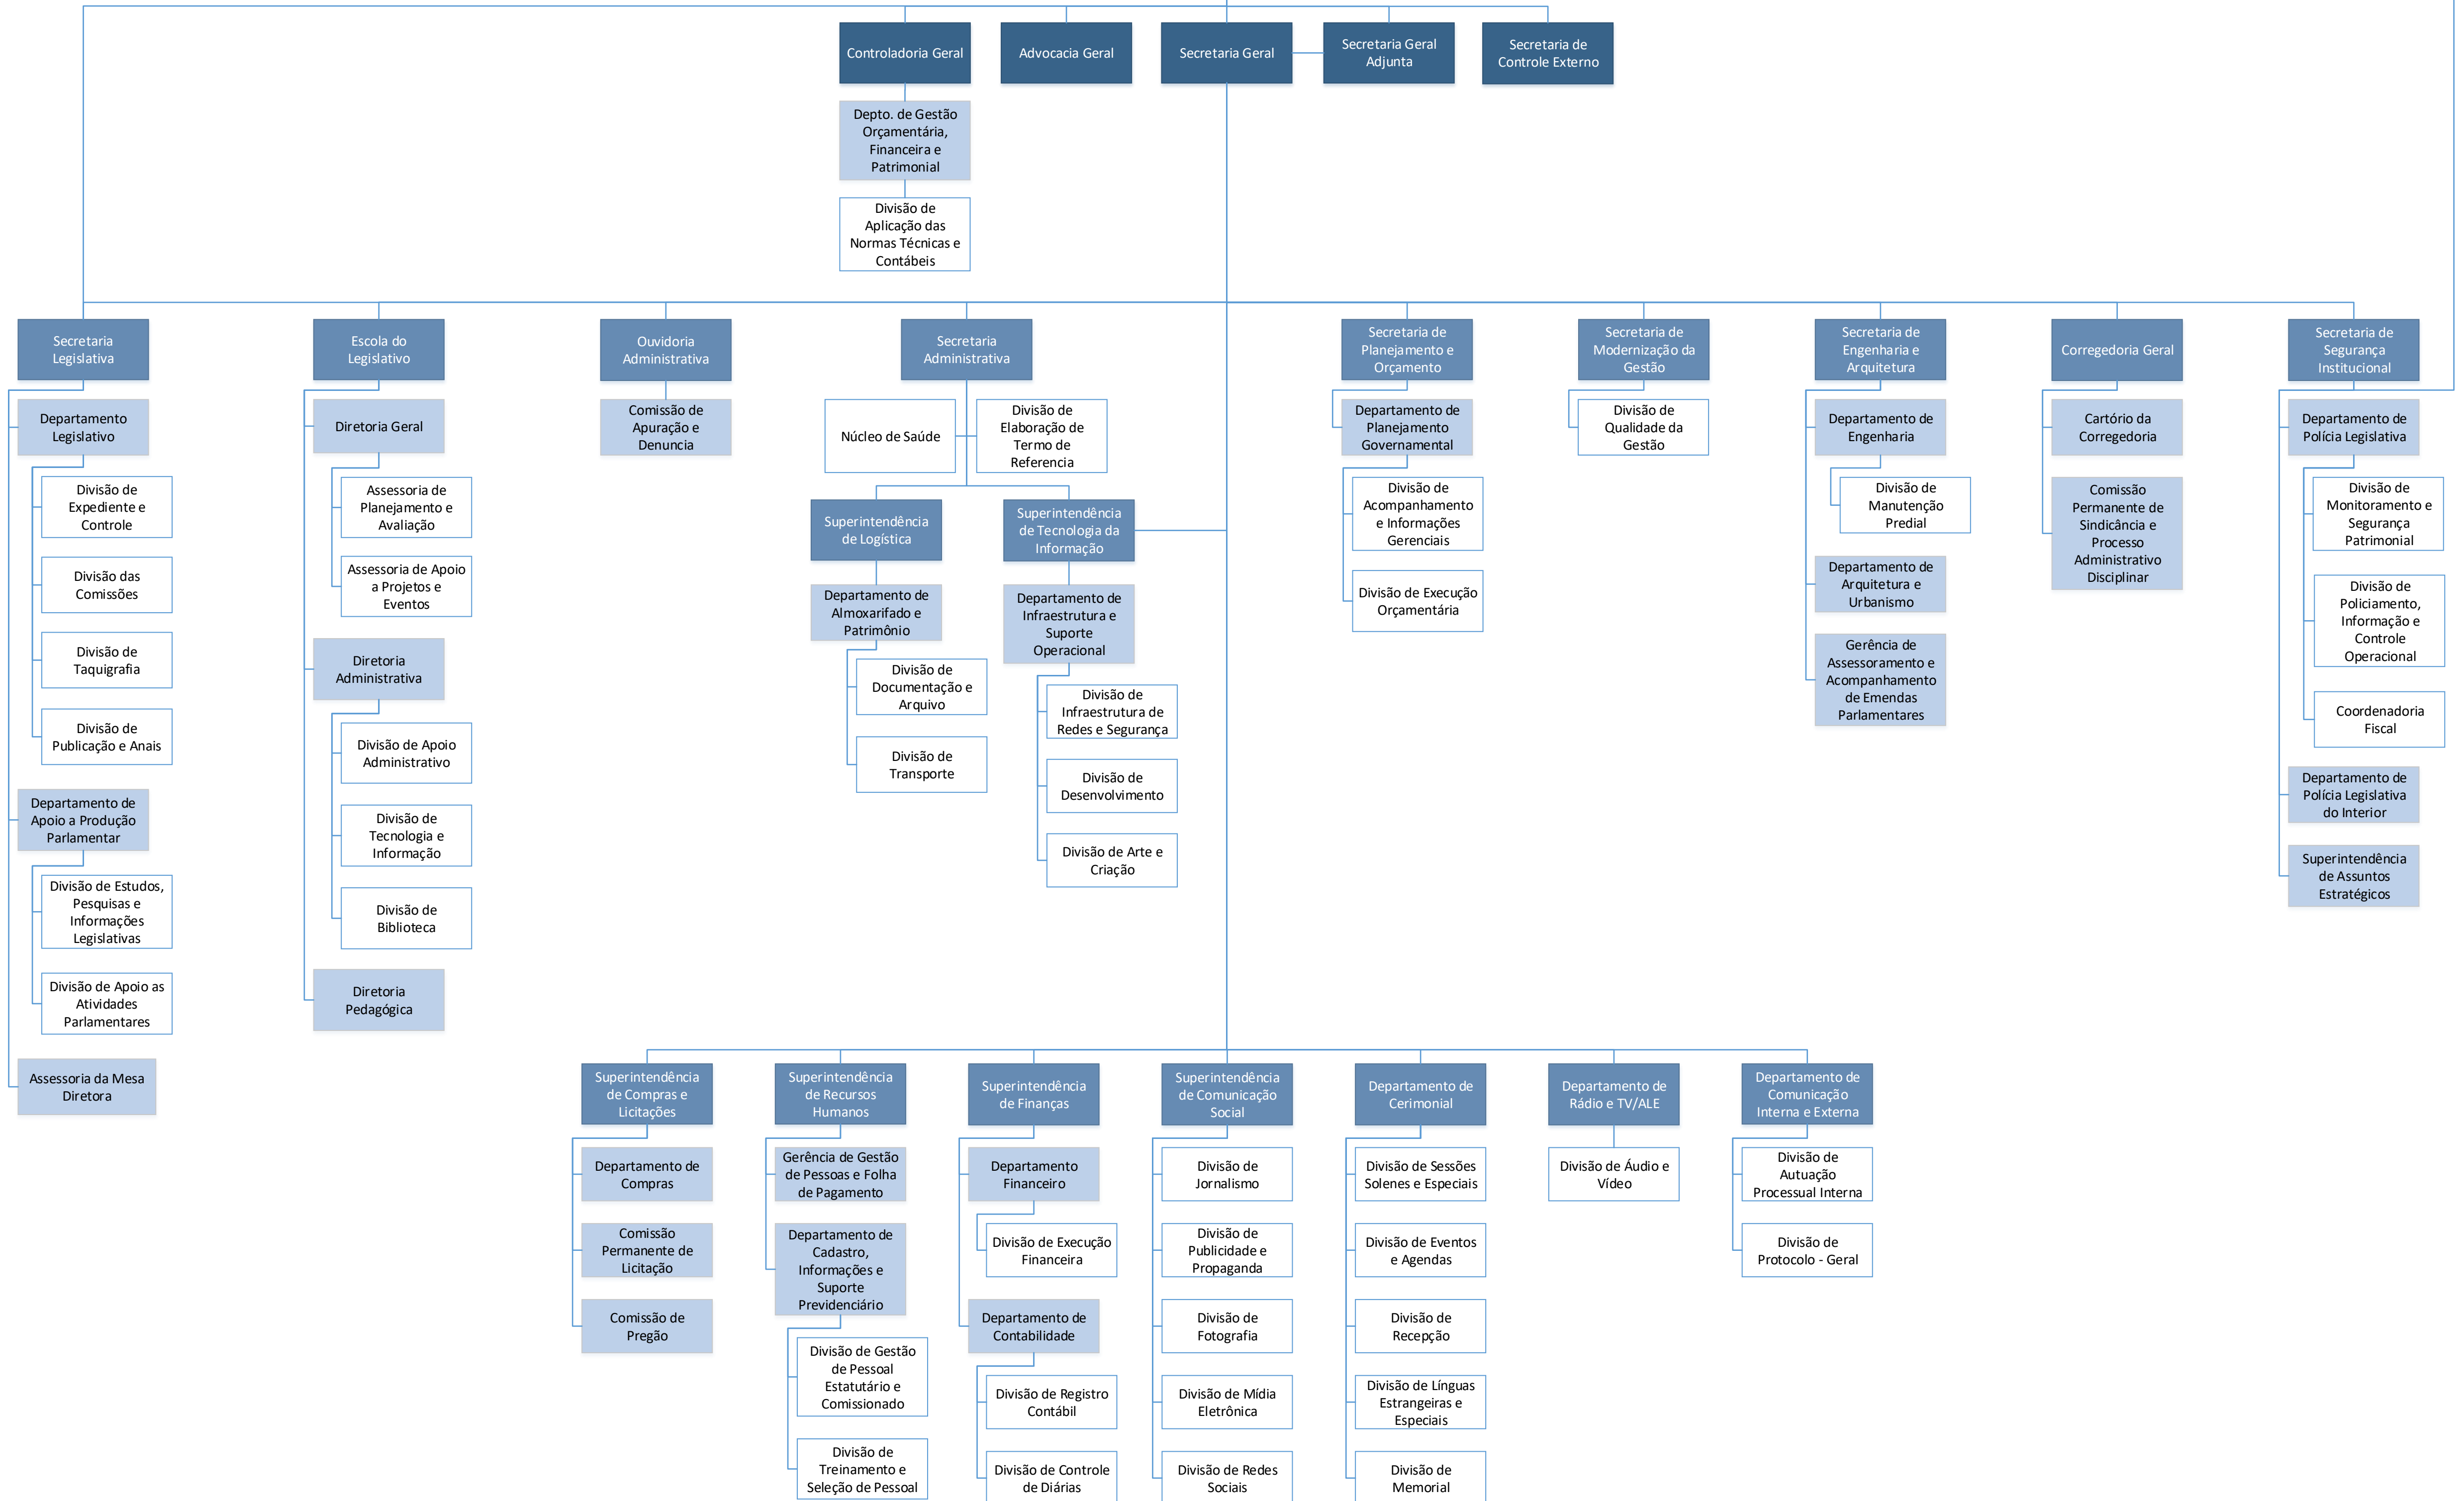 Controladoria Geral
Advocacia Geral
Secretaria Geral
Secretaria Geral
Adjunta
Secretaria de
Controle Externo
Depto. de Gestão
Orçamentária,
Financeira e
Patrimonial
Divisão de
Aplicação das
Normas Técnicas e
Contábeis
Secretaria
Legislativa
Departamento
Legislativo
Divisão de
Expediente e
Controle
Divisão das
Comissões
Divisão de
Taquigrafia
Divisão de
Publicação e Anais
Departamento de
Apoio a Produção
Parlamentar
Divisão de Estudos,
Pesquisas e
Informações
Legislativas
Divisão de Apoio as
Atividades
Parlamentares
Assessoria da Mesa
Diretora
Escola do
Legislativo
Diretoria Geral
Assessoria de
Planejamento e
Avaliação
Assessoria de Apoio
a Projetos e
Eventos
Diretoria
Administrativa
Divisão de Apoio
Administrativo
Divisão de
Tecnologia e
Informação
Divisão de
Biblioteca
Diretoria
Pedagógica
Ouvidoria
Administrativa
Comissão de
Apuração e
Denuncia
Secretaria
Administrativa
Núcleo de Saúde
Divisão de
Elaboração de
Termo de
Referencia
Superintendência
de Logística
Departamento de
Almoxarifado e
Patrimônio
Divisão de
Documentação e
Arquivo
Divisão de
Transporte
Superintendência
de Tecnologia da
Informação
Departamento de
Infraestrutura e
Suporte
Operacional
Divisão de
Infraestrutura de
Redes e Segurança
Divisão de
Desenvolvimento
Divisão de Arte e
Criação
Secretaria de
Planejamento e
Orçamento
Departamento de
Planejamento
Governamental
Divisão de
Acompanhamento
e Informações
Gerenciais
Divisão de Execução
Orçamentária
Secretaria de
Modernização da
Gestão
Divisão de
Qualidade da
Gestão
Secretaria de
Engenharia e
Arquitetura
Departamento de
Engenharia
Divisão de
Manutenção
Predial
Departamento de
Arquitetura e
Urbanismo
Gerência de
Assessoramento e
Acompanhamento
de Emendas
Parlamentares
Corregedoria Geral
Cartório da
Corregedoria
Comissão
Permanente de
Sindicância e
Processo
Administrativo
Disciplinar
Secretaria de
Segurança
Institucional
Departamento de
Polícia Legislativa
Divisão de
Monitoramento e
Segurança
Patrimonial
Divisão de
Policiamento,
Informação e
Controle
Operacional
Coordenadoria
Fiscal
Departamento de
Polícia Legislativa
do Interior
Superintendência
de Assuntos
Estratégicos
Superintendência
de Compras e
Licitações
Departamento de
Compras
Comissão
Permanente de
Licitação
Comissão de
Pregão
Superintendência
de Recursos
Humanos
Gerência de Gestão
de Pessoas e Folha
de Pagamento
Departamento de
Cadastro,
Informações e
Suporte
Previdenciário
Divisão de Gestão
de Pessoal
Estatutário e
Comissionado
Divisão de
Treinamento e
Seleção de Pessoal
Superintendência
de Finanças
Departamento
Financeiro
Divisão de Execução
Financeira
Departamento de
Contabilidade
Divisão de Registro
Contábil
Divisão de Controle
de Diárias
Superintendência
de Comunicação
Social
Divisão de
Jornalismo
Divisão de
Publicidade e
Propaganda
Divisão de
Fotografia
Divisão de Mídia
Eletrônica
Divisão de Redes
Sociais
Departamento de
Cerimonial
Divisão de Sessões
Solenes e Especiais
Divisão de Eventos
e Agendas
Divisão de
Recepção
Divisão de Línguas
Estrangeiras e
Especiais
Divisão de
Memorial
Departamento de
Rádio e TV/ALE
Divisão de Áudio e
Vídeo
Departamento de
Comunicação
Interna e Externa
Divisão de
Autuação
Processual Interna
Divisão de
Protocolo - Geral